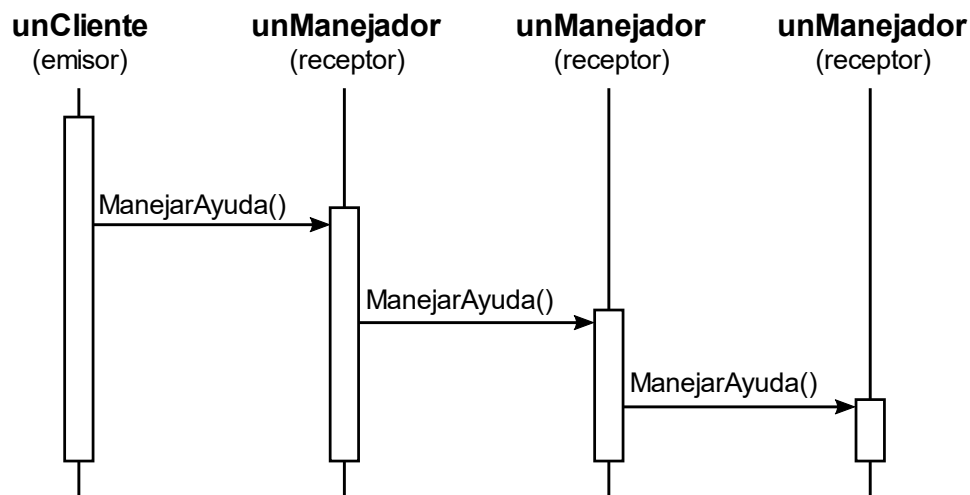 unCliente
(emisor)
unManejador
(receptor)
unManejador
(receptor)
unManejador
(receptor)
ManejarAyuda()
ManejarAyuda()
ManejarAyuda()